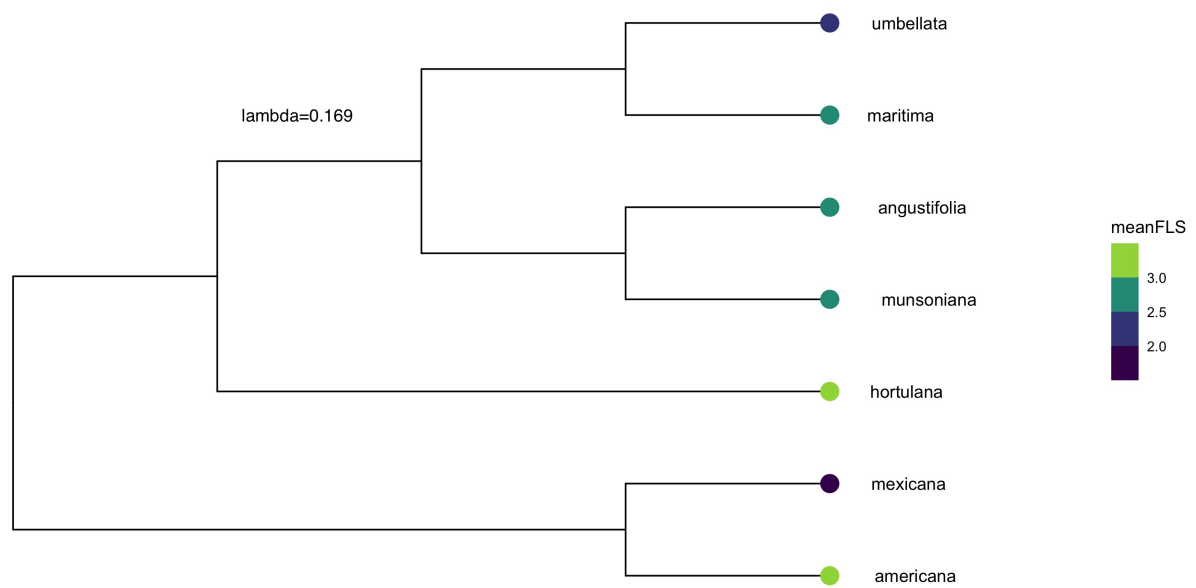 umbellata
lambda=0.169
maritima
angustifolia
meanFLS
3.0
munsoniana
2.5
2.0
hortulana
mexicana
americana